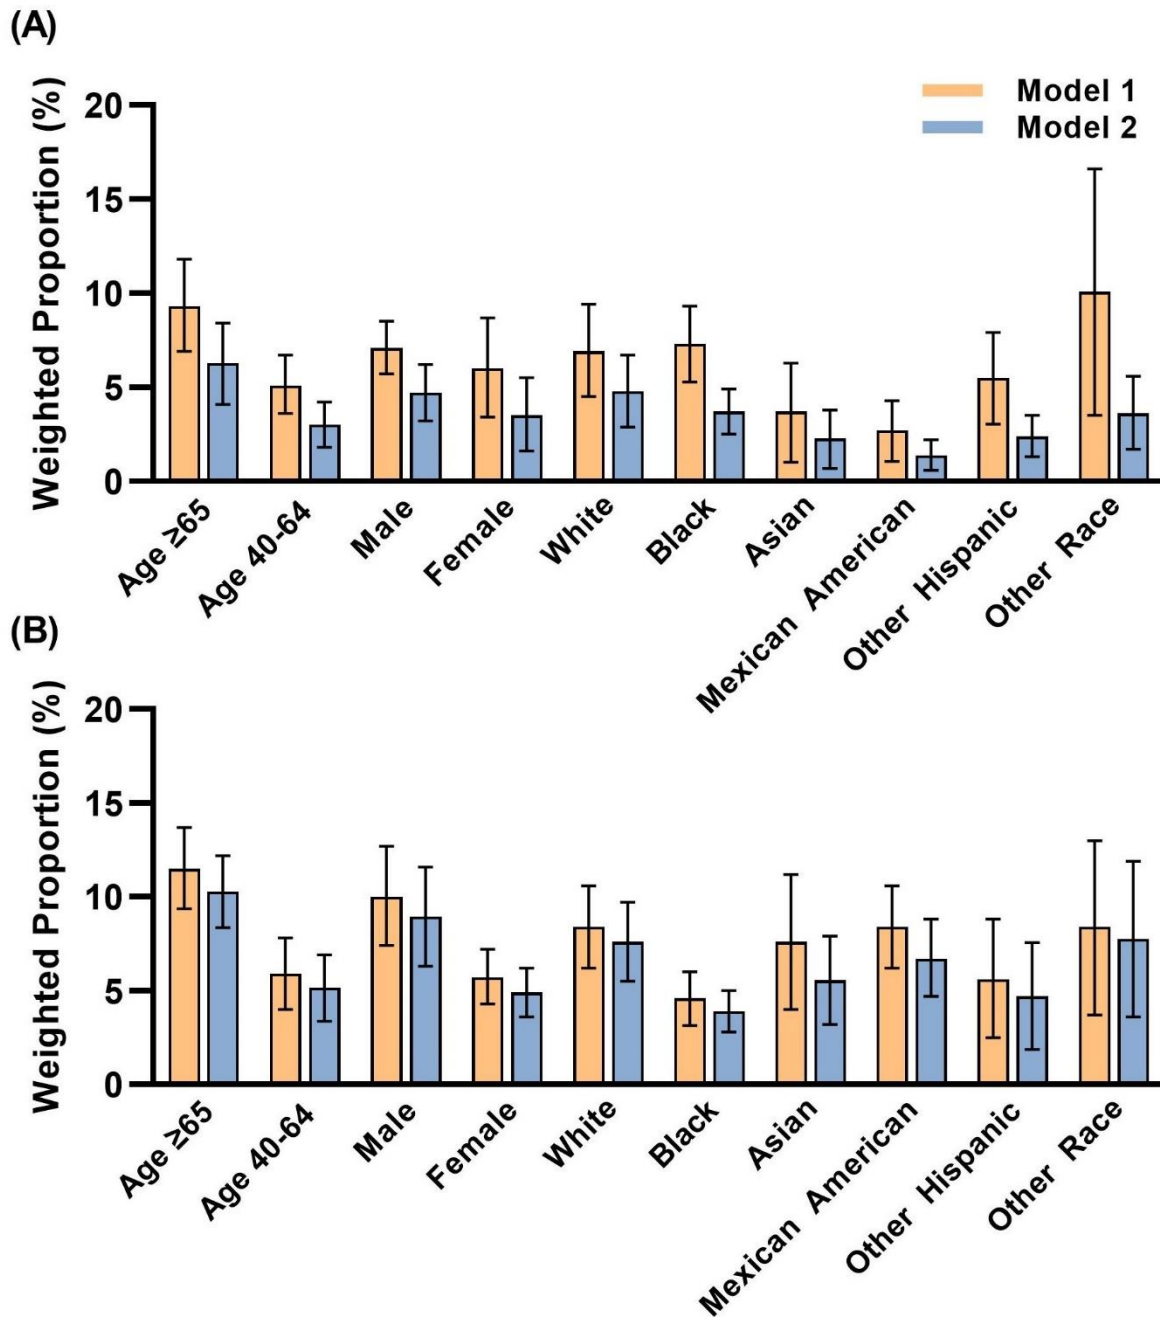 (A)
Model 1
Model 2
Weighted Proportion (%)
20
15
10
5
0
Age ≥65
Age 40-64
Male
Female
White
Black
Asian
Mexican American
Other Hispanic
Other Race
(B)
Weighted Proportion (%)
20
15
10
5
0
Age ≥65
Age 40-64
Male
Female
White
Black
Asian
Mexican American
Other Hispanic
Other Race